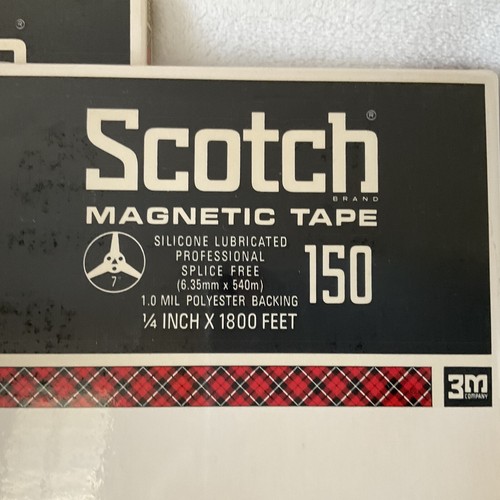 ®
Scotch®
BRAND
MAGNETIC TAPE
SILICONE LUBRICATED
PROFESSIONAL
SPLICE FREE
(6.35mm x 540m)
1.0 MIL POLYESTER BACKING
150
7"
¼ INCH X 1800 FEET
3m
COMPANY